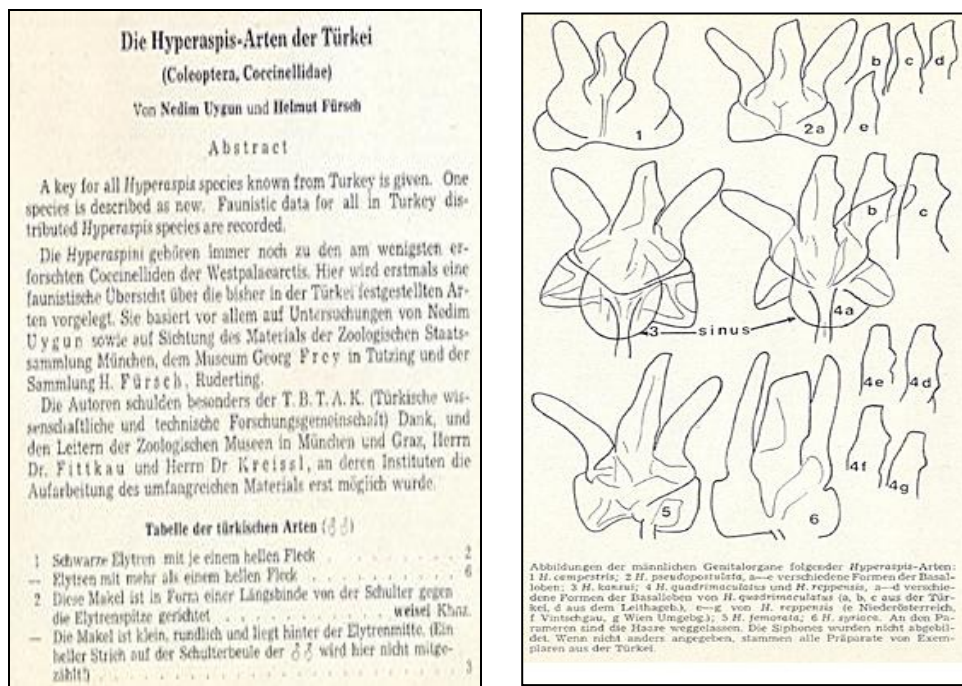 Die Hyperaspis-Arten der Türkei
(Coleoptera, Coccinellidae)
Von Nedim Uygun und Helmut Fürsch
Abstract
A key for all Hyperaspis species known from Turkey is given. One
species is described as new. Faunistic data for all in Turkey dis-
tributed Hyperaspis species are recorded.
Die Hyperaspini gehören immer noch zu den am wenigsten er-
forschten Coccinelliden der Westpalaearctis. Hier wird erstmals eine
faunistische Übersicht über die bisher in der Türkei festgestellten Ar-
ten vorgelegt. Sie basiert vor allem auf Untersuchungen von Nedim
Uygun sowie auf Sichtung des Materials der Zoologischen Staats-
sammlung München, dem Museum Georg Frey in Tutzing und der
Sammlung H. Fürsch, Ruderting.
Die Autoren schulden besonders der T.B.T.A.K. (Türkische wis-
senschaftliche und technische Forschungsgemeinschaft) Dank, und
den Leitern der Zoologischen Museen in München und Graz, Herrn
Dr. Fittkau und Herrn Dr Kreissl, an deren Instituten die
Aufarbeitung des umfangreichen Materials erst möglich wurde.
Tabelle der türkischen Arten (♂♂)
1 Schwarze Elytren mit je einem hellen Fleck . . . . . . . . 2
— Elytren mit mehr als einem hellen Fleck . . . . . . . . 6
2 Diese Makel ist in Form einer Längsbinde von der Schulter gegen
die Elytrenspitze gerichtet . . . . . . . . weisei Khnz.
— Die Makel ist klein, rundlich und liegt hinter der Elytrenmitte. (Ein
heller Strich auf der Schulterbeule der ♂♂ wird hier nicht mitge-
zählt!) . . . . . . . . 3
1
2a
b
c
d
e
3
sinus
4a
b
c
4e
4d
4f
4g
5
6
Abbildungen der männlichen Genitalorgane folgender Hyperaspis-Arten:
1 H. campestris; 2 H. pseudopustulata, a—e verschiedene Formen der Basal-
loben; 3 H. kunzei; 4 H. quadrimaculatus und H. reppensis, a—d verschie-
dene Formen der Basalloben von H. quadrimaculatus (a, b, c aus der Tür-
kei, d aus dem Leithageb.), e—g von H. reppensis (e Niederösterreich,
f Vintschgau, g Wien Umgebg.); 5 H. femorata; 6 H. syriaca. An den Pa-
rameren sind die Haare weggelassen. Die Siphones wurden nicht abgebil-
det. Wenn nicht anders angegeben, stammen alle Präparate von Exem-
plaren aus der Türkei.